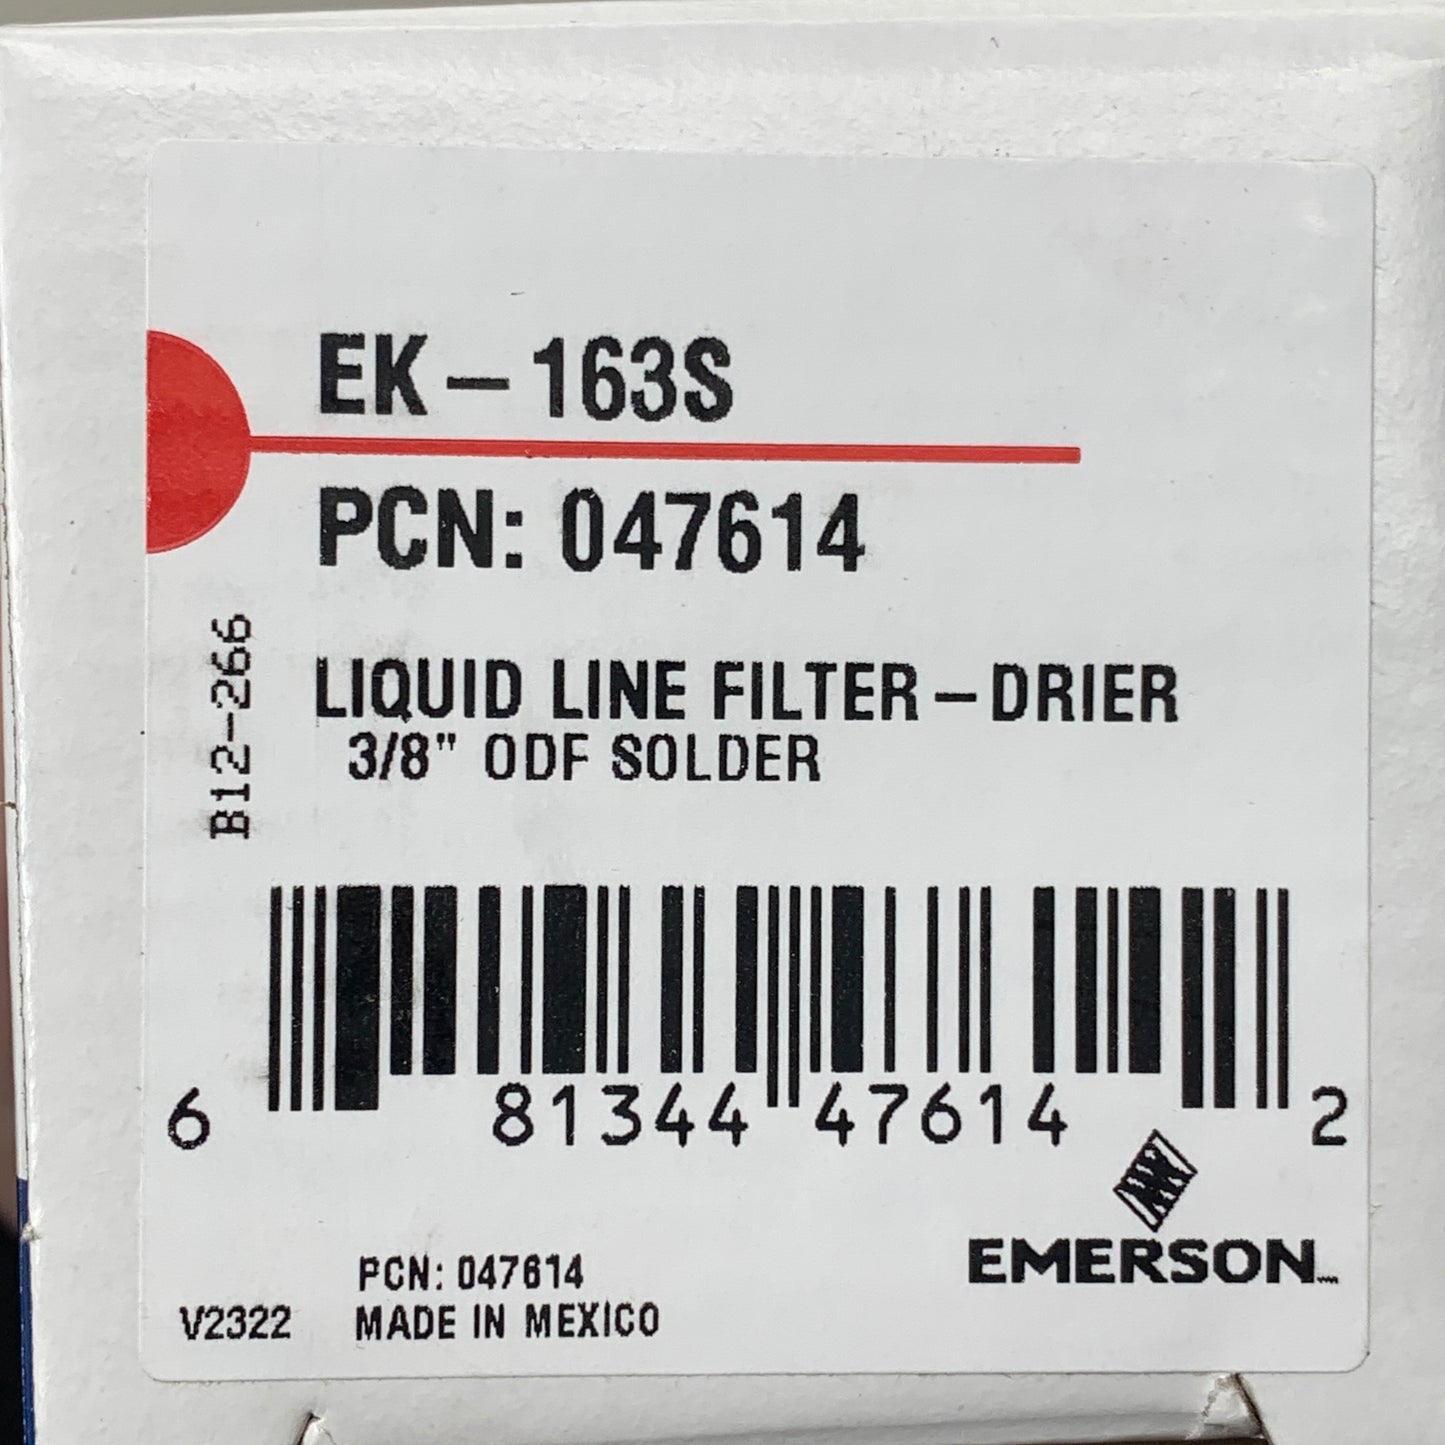 EK-163S
PCN: 047614
B12-266
LIQUID LINE FILTER-DRIER
3/8" ODF SOLDER
6 81344 47614 2
EMERSON
PCN: 047614
V2322 MADE IN MEXICO